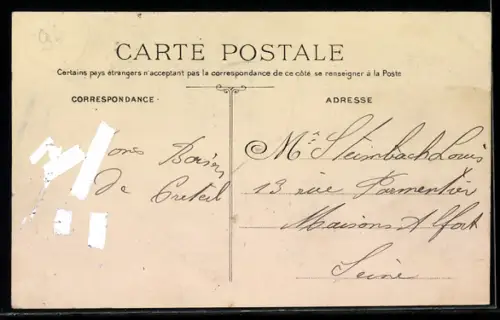 CARTE POSTALE
Certains pays étrangers n'acceptant pas la correspondance de ce côté se renseigner à la Poste
CORRESPONDANCE
ADRESSE
Bons Baisers
De Creteil
Mr Steinbach Louis
13 rue Parmentier
Maisons Alfort
Seine